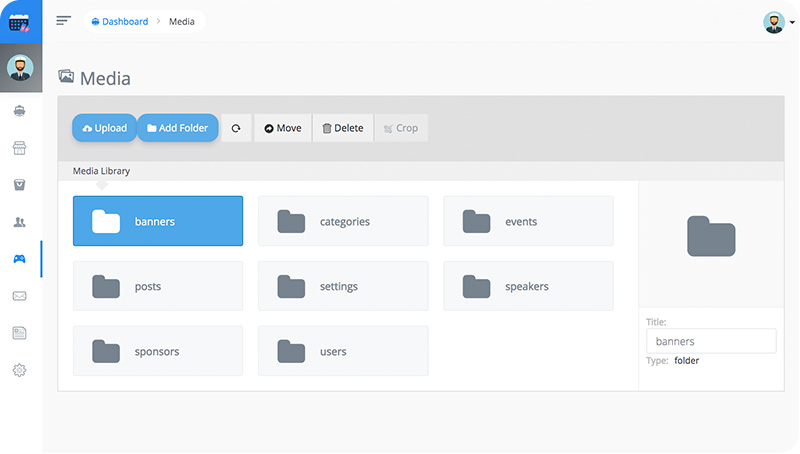 Dashboard > Media
Media
Upload Add Folder Move Delete Crop
Media Library
banners categories events
posts settings speakers
sponsors users
Title:
banners
Type: folder